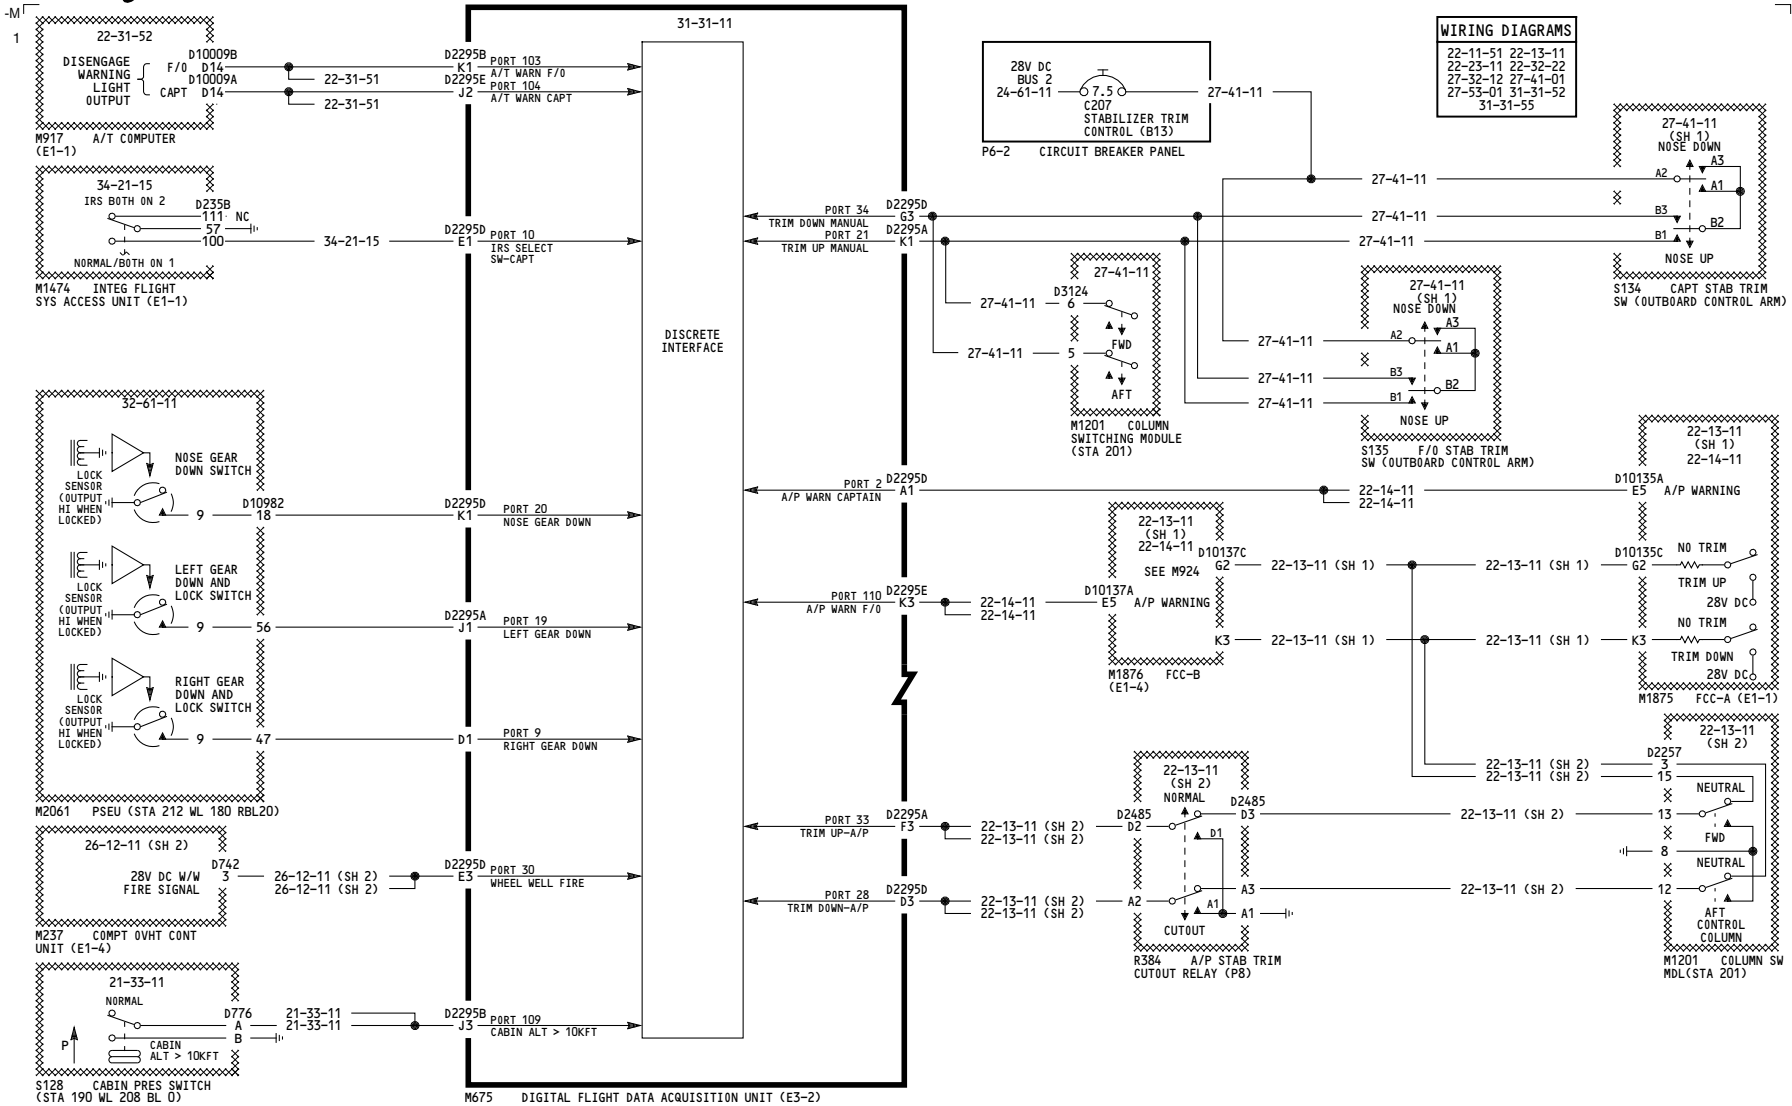 -M
1
22-31-52
DISENGAGE
WARNING
LIGHT
OUTPUT
D10009B
F/O D14
D10009A
CAPT D14
22-31-51
22-31-51
M917 A/T COMPUTER
(E1-1)
34-21-15
IRS BOTH ON 2
D235B
111 NC
57
100
NORMAL/BOTH ON 1
34-21-15
M1474 INTEG FLIGHT
SYS ACCESS UNIT (E1-1)
32-61-11
LOCK
SENSOR
(OUTPUT
HI WHEN
LOCKED)
NOSE GEAR
DOWN SWITCH
D10982
9 18
LOCK
SENSOR
(OUTPUT
HI WHEN
LOCKED)
LEFT GEAR
DOWN AND
LOCK SWITCH
9 56
LOCK
SENSOR
(OUTPUT
HI WHEN
LOCKED)
RIGHT GEAR
DOWN AND
LOCK SWITCH
9 47
M2061 PSEU (STA 212 WL 180 RBL20)
26-12-11 (SH 2)
D742
28V DC W/W 3
FIRE SIGNAL
26-12-11 (SH 2)
26-12-11 (SH 2)
M237 COMPT OVHT CONT
UNIT (E1-4)
21-33-11
NORMAL
D776
A
B
P
CABIN
ALT > 10KFT
21-33-11
21-33-11
S128 CABIN PRES SWITCH
(STA 190 WL 208 BL 0)
31-31-11
DISCRETE
INTERFACE
D2295B
K1 PORT 103
A/T WARN F/O
D2295E
J2 PORT 104
A/T WARN CAPT
D2295D
E1 PORT 10
IRS SELECT
SW-CAPT
D2295D
K1 PORT 20
NOSE GEAR DOWN
D2295A
J1 PORT 19
LEFT GEAR DOWN
D1 PORT 9
RIGHT GEAR DOWN
D2295D
E3 PORT 30
WHEEL WELL FIRE
D2295B
J3 PORT 109
CABIN ALT > 10KFT
PORT 34 D2295D
TRIM DOWN MANUAL G3
PORT 21 D2295A
TRIM UP MANUAL K1
PORT 2 D2295D
A/P WARN CAPTAIN A1
PORT 110 D2295E
A/P WARN F/O K3
PORT 33 D2295A
TRIM UP-A/P F3
PORT 28 D2295D
TRIM DOWN-A/P D3
M675 DIGITAL FLIGHT DATA ACQUISITION UNIT (E3-2)
28V DC
BUS 2
24-61-11
7.5
C207
STABILIZER TRIM
CONTROL (B13)
P6-2 CIRCUIT BREAKER PANEL
27-41-11
WIRING DIAGRAMS
22-11-51 22-13-11
22-23-11 22-32-22
27-32-12 27-41-01
27-53-01 31-31-52
31-31-55
27-41-11
27-41-11
27-41-11
27-41-11
(SH 1)
NOSE DOWN
A2 A3
A1
B3
B2
B1
NOSE UP
S134 CAPT STAB TRIM
SW (OUTBOARD CONTROL ARM)
27-41-11
D3124
27-41-11 6
FWD
27-41-11 5
AFT
M1201 COLUMN
SWITCHING MODULE
(STA 201)
27-41-11
27-41-11
27-41-11
27-41-11
(SH 1)
NOSE DOWN
A2 A3
A1
B3
B2
B1
NOSE UP
S135 F/O STAB TRIM
SW (OUTBOARD CONTROL ARM)
22-14-11
22-14-11
22-13-11
(SH 1)
22-14-11
D10135A
E5 A/P WARNING
D10135C
G2 NO TRIM
TRIM UP
28V DC
NO TRIM
K3
TRIM DOWN
28V DC
M1875 FCC-A (E1-1)
22-13-11
(SH 1)
22-14-11
D10137C
SEE M924 G2
D10137A
E5 A/P WARNING
K3
22-14-11
22-14-11
M1876 FCC-B
(E1-4)
22-13-11 (SH 1) 22-13-11 (SH 1)
22-13-11 (SH 1) 22-13-11 (SH 1)
22-13-11 (SH 2)
22-13-11 (SH 2)
22-13-11
(SH 2)
D2257
3
15
NEUTRAL
13
FWD
8
NEUTRAL
12
AFT
CONTROL
COLUMN
M1201 COLUMN SW
MDL(STA 201)
22-13-11 (SH 2)
22-13-11 (SH 2)
22-13-11
(SH 2)
NORMAL
D2485 D2485
D2 D3
D1
A3
A2 A1
A1
CUTOUT
22-13-11 (SH 2)
22-13-11 (SH 2)
22-13-11 (SH 2)
22-13-11 (SH 2)
R384 A/P STAB TRIM
CUTOUT RELAY (P8)